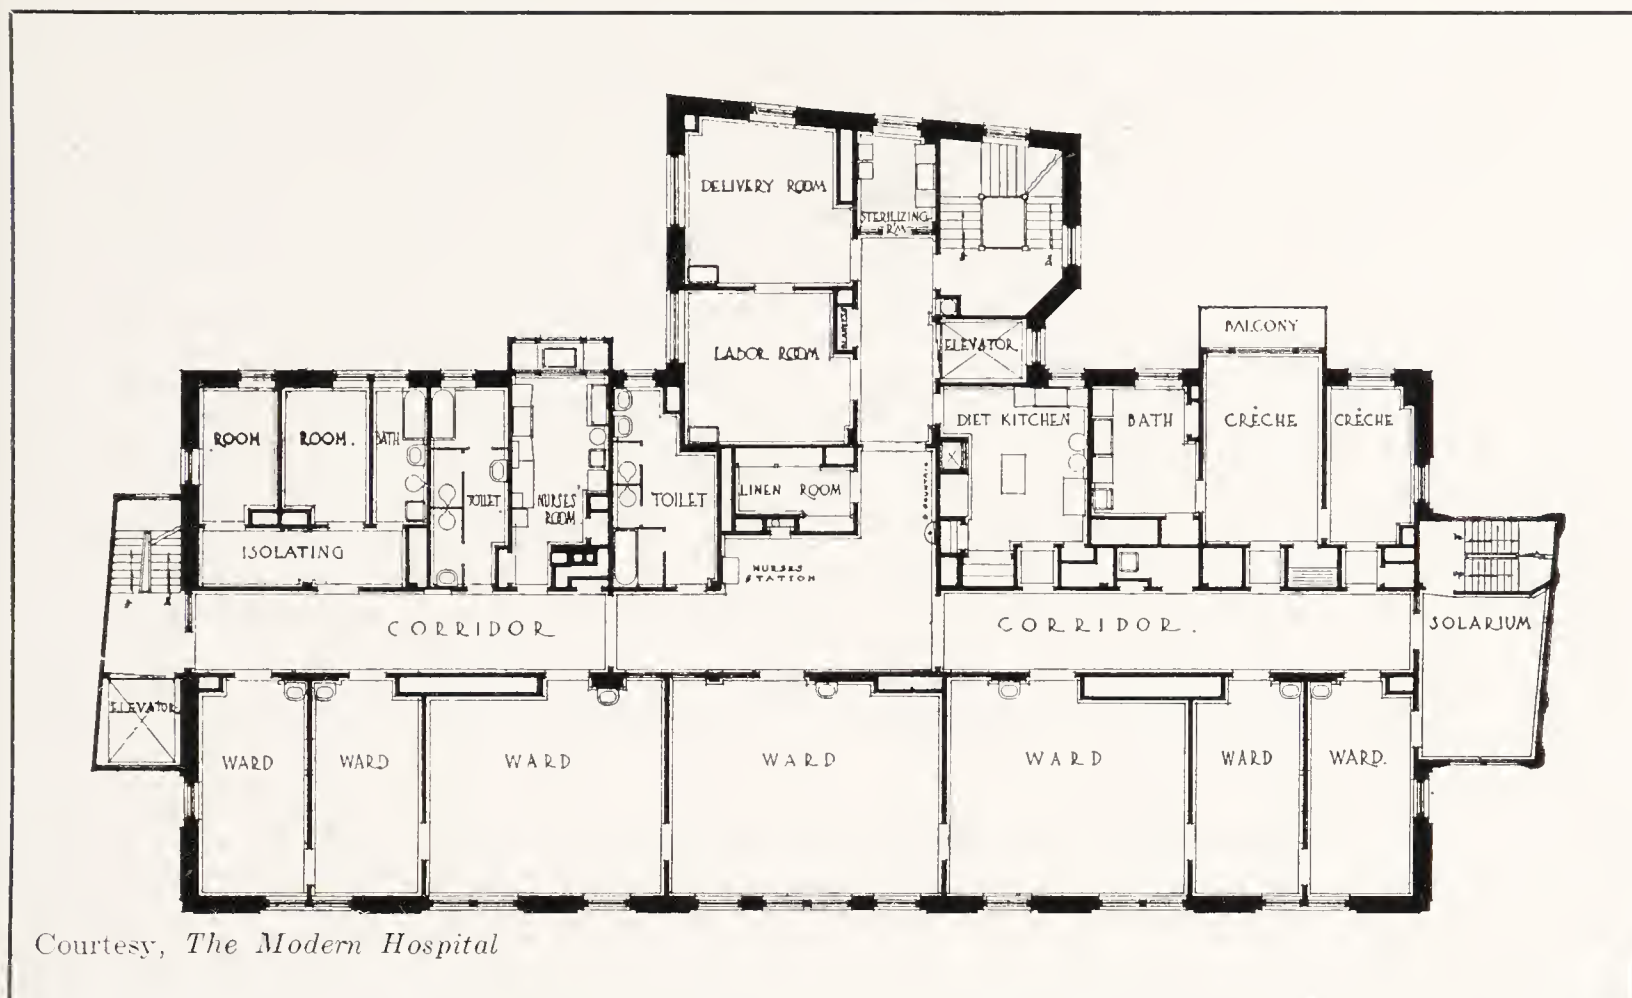 DELIVERY ROOM
STERILIZING
R'M
LABOR ROOM
BLANKETS
ELEVATOR
BALCONY
ROOM
ROOM.
BATH
TOILET
NURSES'
ROOM
TOILET
LINEN ROOM
D. FOUNTAIN
DIET KITCHEN
BATH
CRÈCHE
CRÈCHE
ISOLATING
NURSES
STATION
CORRIDOR
CORRIDOR.
SOLARIUM
ELEVATOR
WARD
WARD
WARD
WARD
WARD
WARD
WARD.
Courtesy, The Modern Hospital